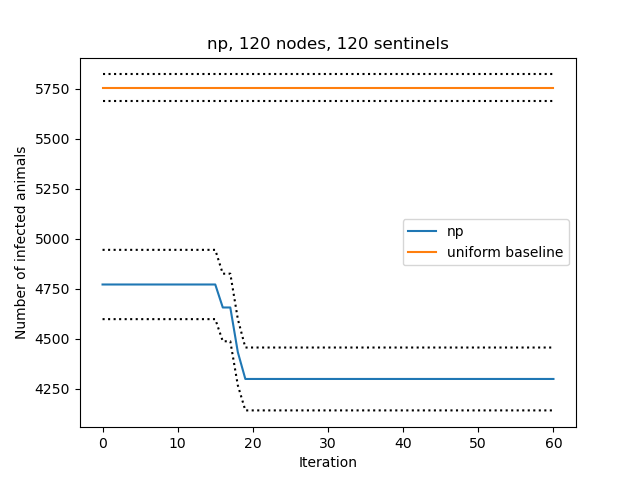 np, 120 nodes, 120 sentinels
Number of infected animals
5750
5500
5250
5000
4750
4500
4250
np
uniform baseline
0 10 20 30 40 50 60
Iteration